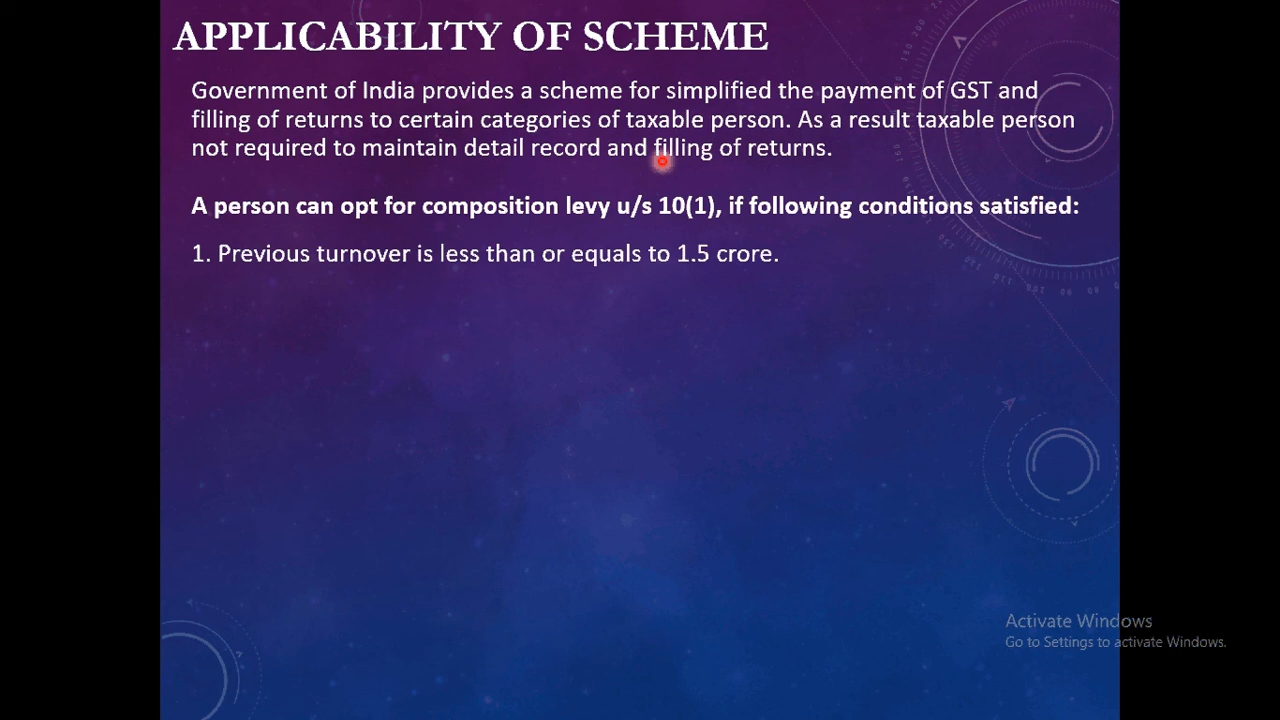 APPLICABILITY OF SCHEME
Government of India provides a scheme for simplified the payment of GST and
filling of returns to certain categories of taxable person. As a result taxable person
not required to maintain detail record and filling of returns.
A person can opt for composition levy u/s 10(1), if following conditions satisfied:
1. Previous turnover is less than or equals to 1.5 crore.
Activate Windows
Go to Settings to activate Windows.